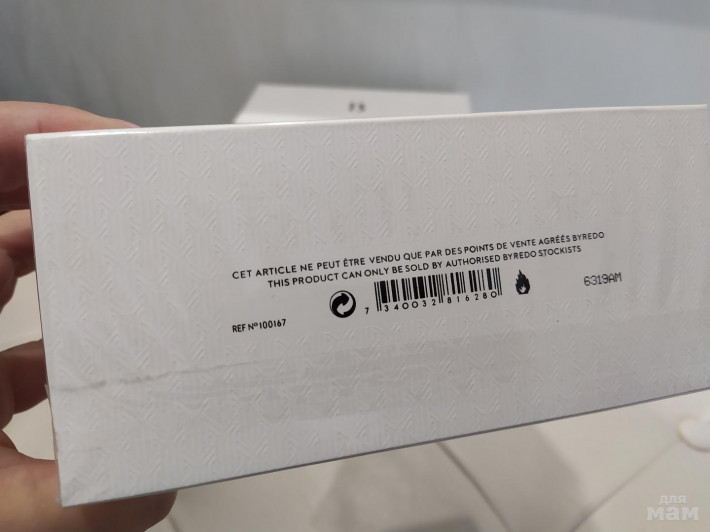 CET ARTICLE NE PEUT ÊTRE VENDU QUE PAR DES POINTS DE VENTE AGRÉÉS BYREDO
THIS PRODUCT CAN ONLY BE SOLD BY AUTHORISED BYREDO STOCKISTS
7 340032 816280
6319AM
REF Nº100167
для
мам